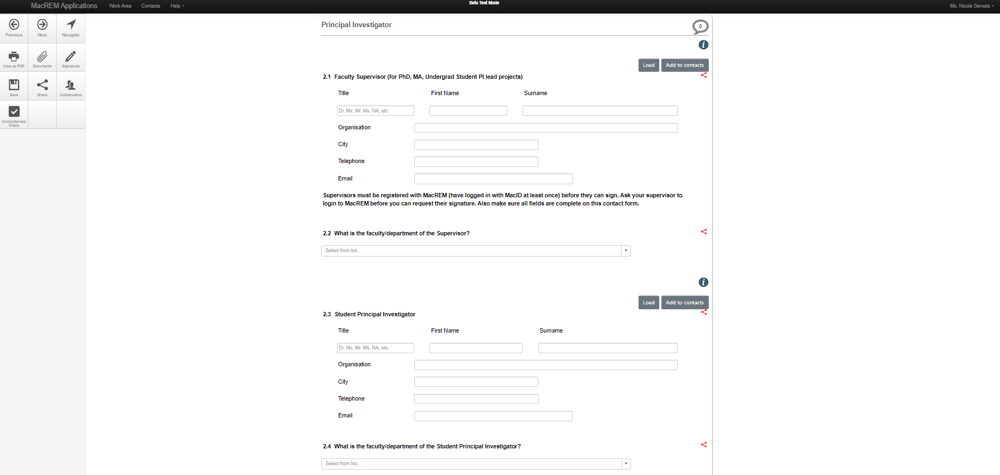 MacREM Applications Work Area Contacts Help Beta Test Mode Ms. Nicole Gervais
Previous Next Navigate
View as PDF Documents Signatures
Save Share Collaborators
Completeness
Check
Principal Investigator 0
i
Load Add to contacts
2.1 Faculty Supervisor (for PhD, MA, Undergrad Student PI lead projects)
Title First Name Surname
Dr. Mx. Mr. Ms. NA, etc.
Organisation
City
Telephone
Email
Supervisors must be registered with MacREM (have logged in with MacID at least once) before they can sign. Ask your supervisor to
login to MacREM before you can request their signature. Also make sure all fields are complete on this contact form.
2.2 What is the faculty/department of the Supervisor?
Select from list...
i
Load Add to contacts
2.3 Student Principal Investigator
Title First Name Surname
Dr. Mx. Mr. Ms. NA, etc.
Organisation
City
Telephone
Email
2.4 What is the faculty/department of the Student Principal Investigator?
Select from list...